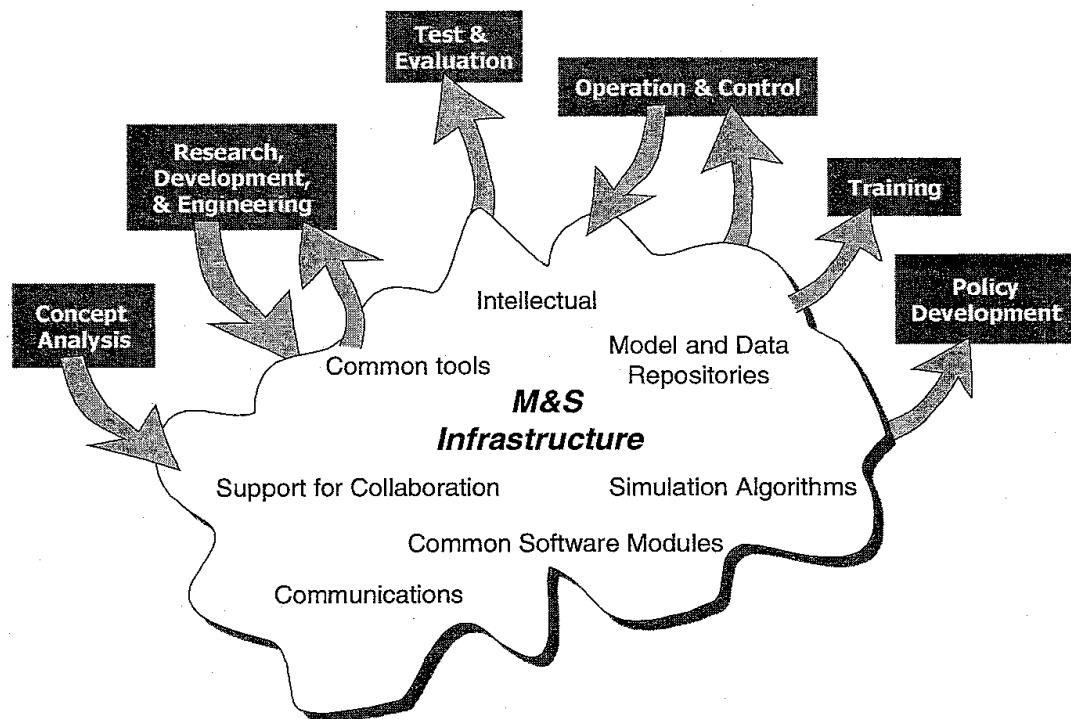 Test &
Evaluation
Operation & Control
Research,
Development,
& Engineering
Training
Concept
Analysis
Policy
Development
Intellectual
Common tools
Model and Data
Repositories
M&S
Infrastructure
Support for Collaboration
Simulation Algorithms
Common Software Modules
Communications